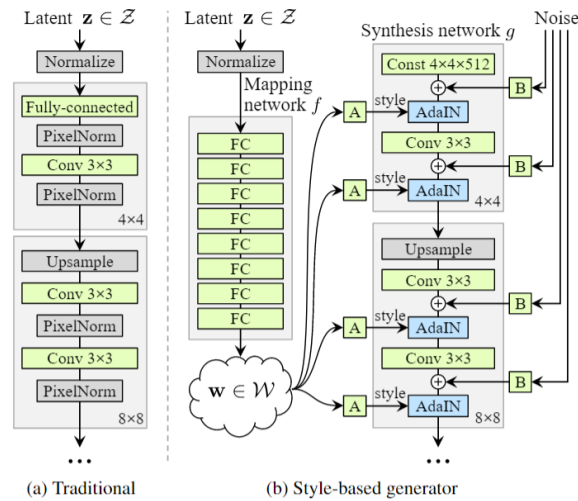 Latent z ∈ Z
Normalize
Fully-connected
PixelNorm
Conv 3×3
PixelNorm
4×4
Upsample
Conv 3×3
PixelNorm
Conv 3×3
PixelNorm
8×8
...
(a) Traditional
Latent z ∈ Z
Normalize
Mapping
network f
FC
FC
FC
FC
FC
FC
FC
FC
w ∈ W
A
style
A
style
A
style
A
style
Synthesis network g
Const 4×4×512
AdaIN
Conv 3×3
AdaIN
4×4
Upsample
Conv 3×3
AdaIN
Conv 3×3
AdaIN
8×8
...
Noise
B
B
B
B
(b) Style-based generator